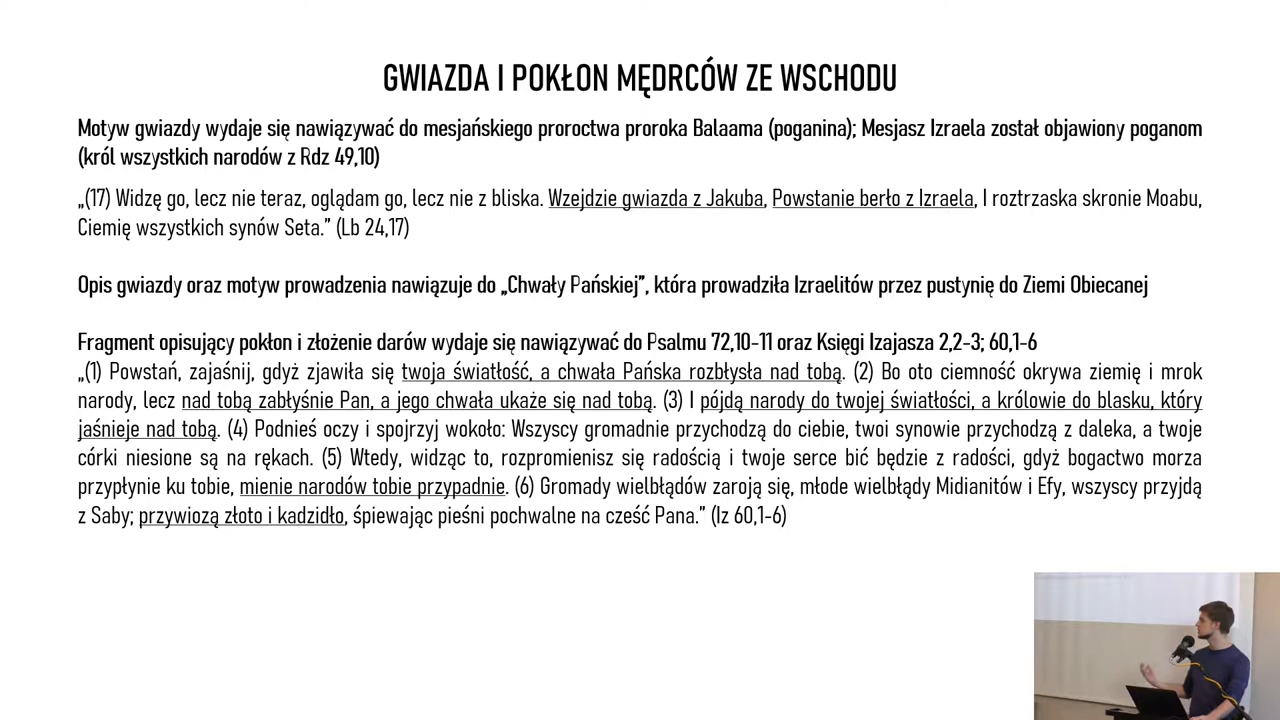 GWIAZDA I POKŁON MĘDRCÓW ZE WSCHODU
Motyw gwiazdy wydaje się nawiązywać do mesjańskiego proroctwa proroka Balaama (poganina); Mesjasz Izraela został objawiony poganom
(król wszystkich narodów z Rdz 49,10)
„(17) Widzę go, lecz nie teraz, oglądam go, lecz nie z bliska. Wzejdzie gwiazda z Jakuba, Powstanie berło z Izraela, I roztrzaska skronie Moabu,
Ciemię wszystkich synów Seta.” (Lb 24,17)
Opis gwiazdy oraz motyw prowadzenia nawiązuje do „Chwały Pańskiej”, która prowadziła Izraelitów przez pustynię do Ziemi Obiecanej
Fragment opisujący pokłon i złożenie darów wydaje się nawiązywać do Psalmu 72,10-11 oraz Księgi Izajasza 2,2-3; 60,1-6
„(1) Powstań, zajaśnij, gdyż zjawiła się twoja światłość, a chwała Pańska rozbłysła nad tobą. (2) Bo oto ciemność okrywa ziemię i mrok
narody, lecz nad tobą zabłyśnie Pan, a jego chwała ukaże się nad tobą. (3) I pójdą narody do twojej światłości, a królowie do blasku, który
jaśnieje nad tobą. (4) Podnieś oczy i spojrzyj wokoło: Wszyscy gromadnie przychodzą do ciebie, twoi synowie przychodzą z daleka, a twoje
córki niesione są na rękach. (5) Wtedy, widząc to, rozpromienisz się radością i twoje serce bić będzie z radości, gdyż bogactwo morza
przypłynie ku tobie, mienie narodów tobie przypadnie. (6) Gromady wielbłądów zaroją się, młode wielbłądy Midianitów i Efy, wszyscy przyjdą
z Saby; przywiozą złoto i kadzidło, śpiewając pieśni pochwalne na cześć Pana.” (Iz 60,1-6)